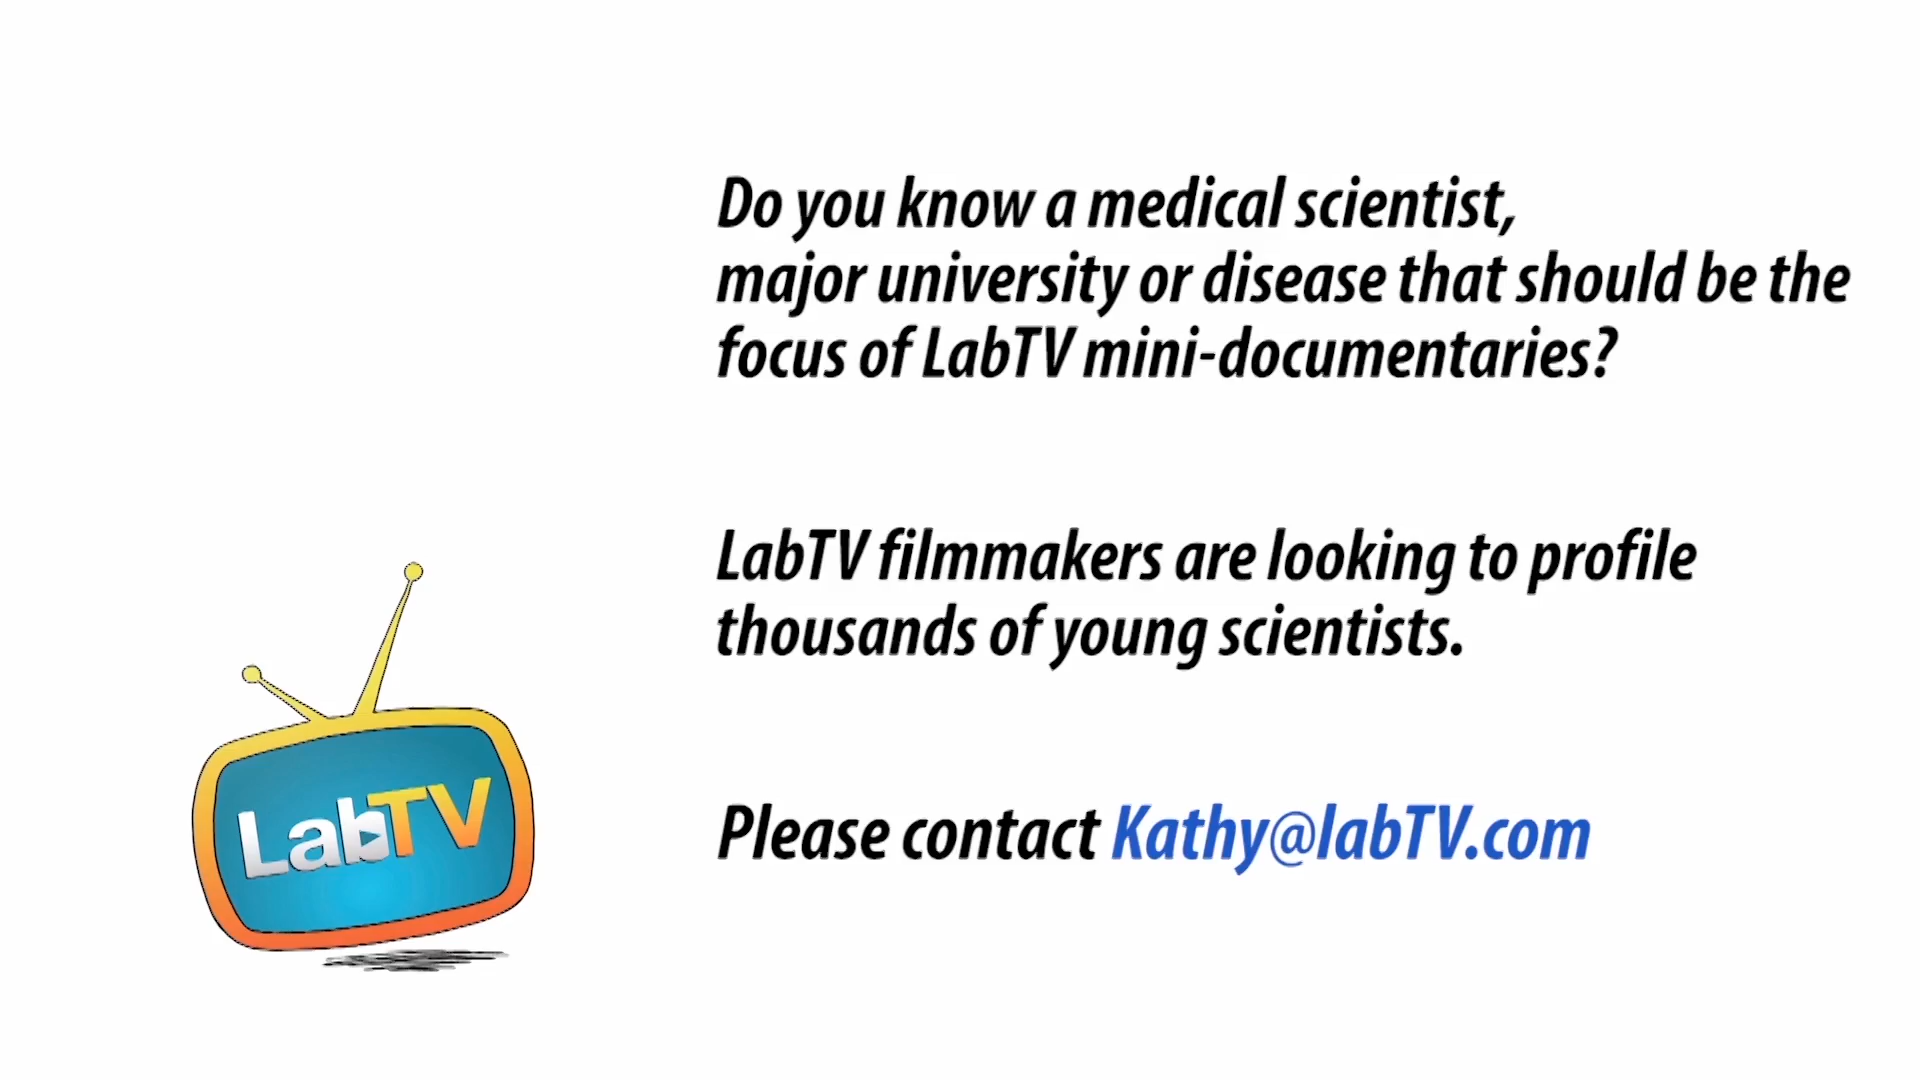 Do you know a medical scientist,
major university or disease that should be the
focus of LabTV mini-documentaries?
LabTV filmmakers are looking to profile
thousands of young scientists.
LabTV
Please contact Kathy@labTV.com